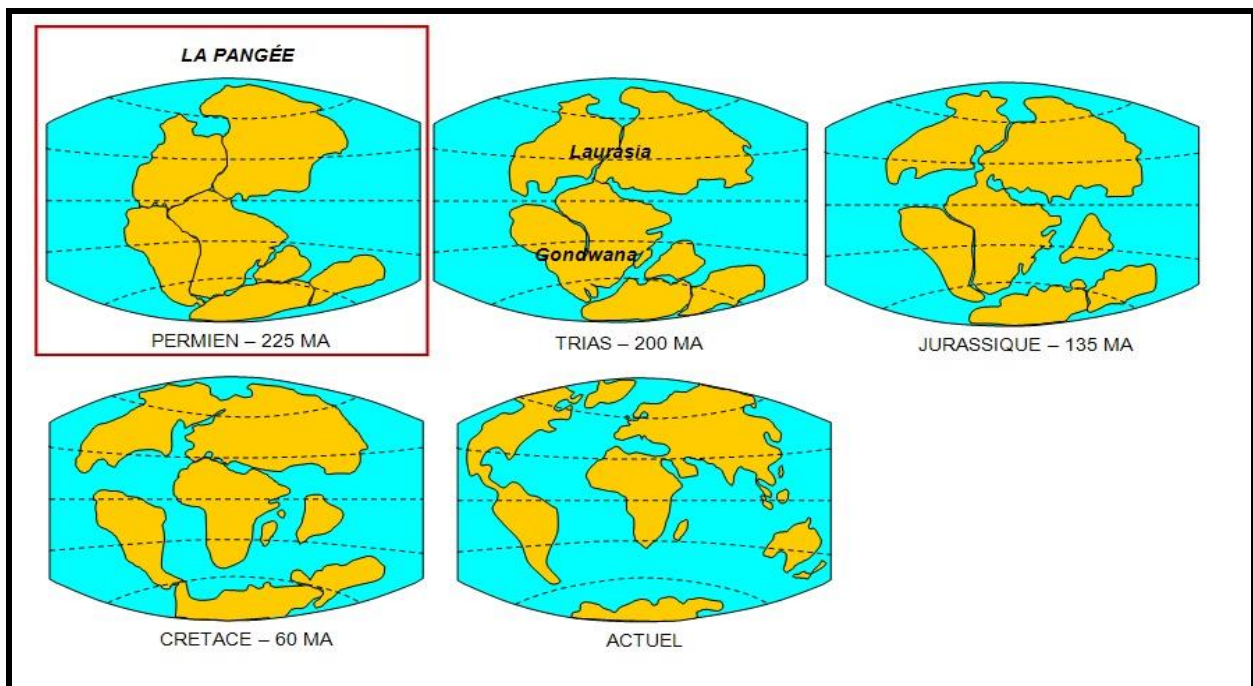 LA PANGÉE
Laurasia
Gondwana
PERMIEN – 225 MA
TRIAS – 200 MA
JURASSIQUE – 135 MA
CRETACE – 60 MA
ACTUEL